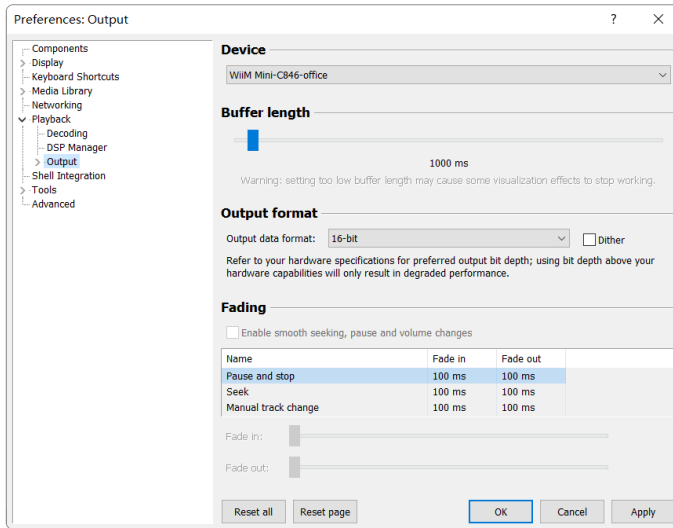 Preferences: Output
Components
Display
Keyboard Shortcuts
Media Library
Networking
Playback
Decoding
DSP Manager
Output
Shell Integration
Tools
Advanced
Device
WiiM Mini-C846-office
Buffer length
1000 ms
Warning: setting too low buffer length may cause some visualization effects to stop working.
Output format
Output data format: 16-bit Dither
Refer to your hardware specifications for preferred output bit depth; using bit depth above your
hardware capabilities will only result in degraded performance.
Fading
Enable smooth seeking, pause and volume changes
Name Fade in Fade out
Pause and stop 100 ms 100 ms
Seek 100 ms 100 ms
Manual track change 100 ms 100 ms
Fade in:
Fade out:
Reset all Reset page OK Cancel Apply